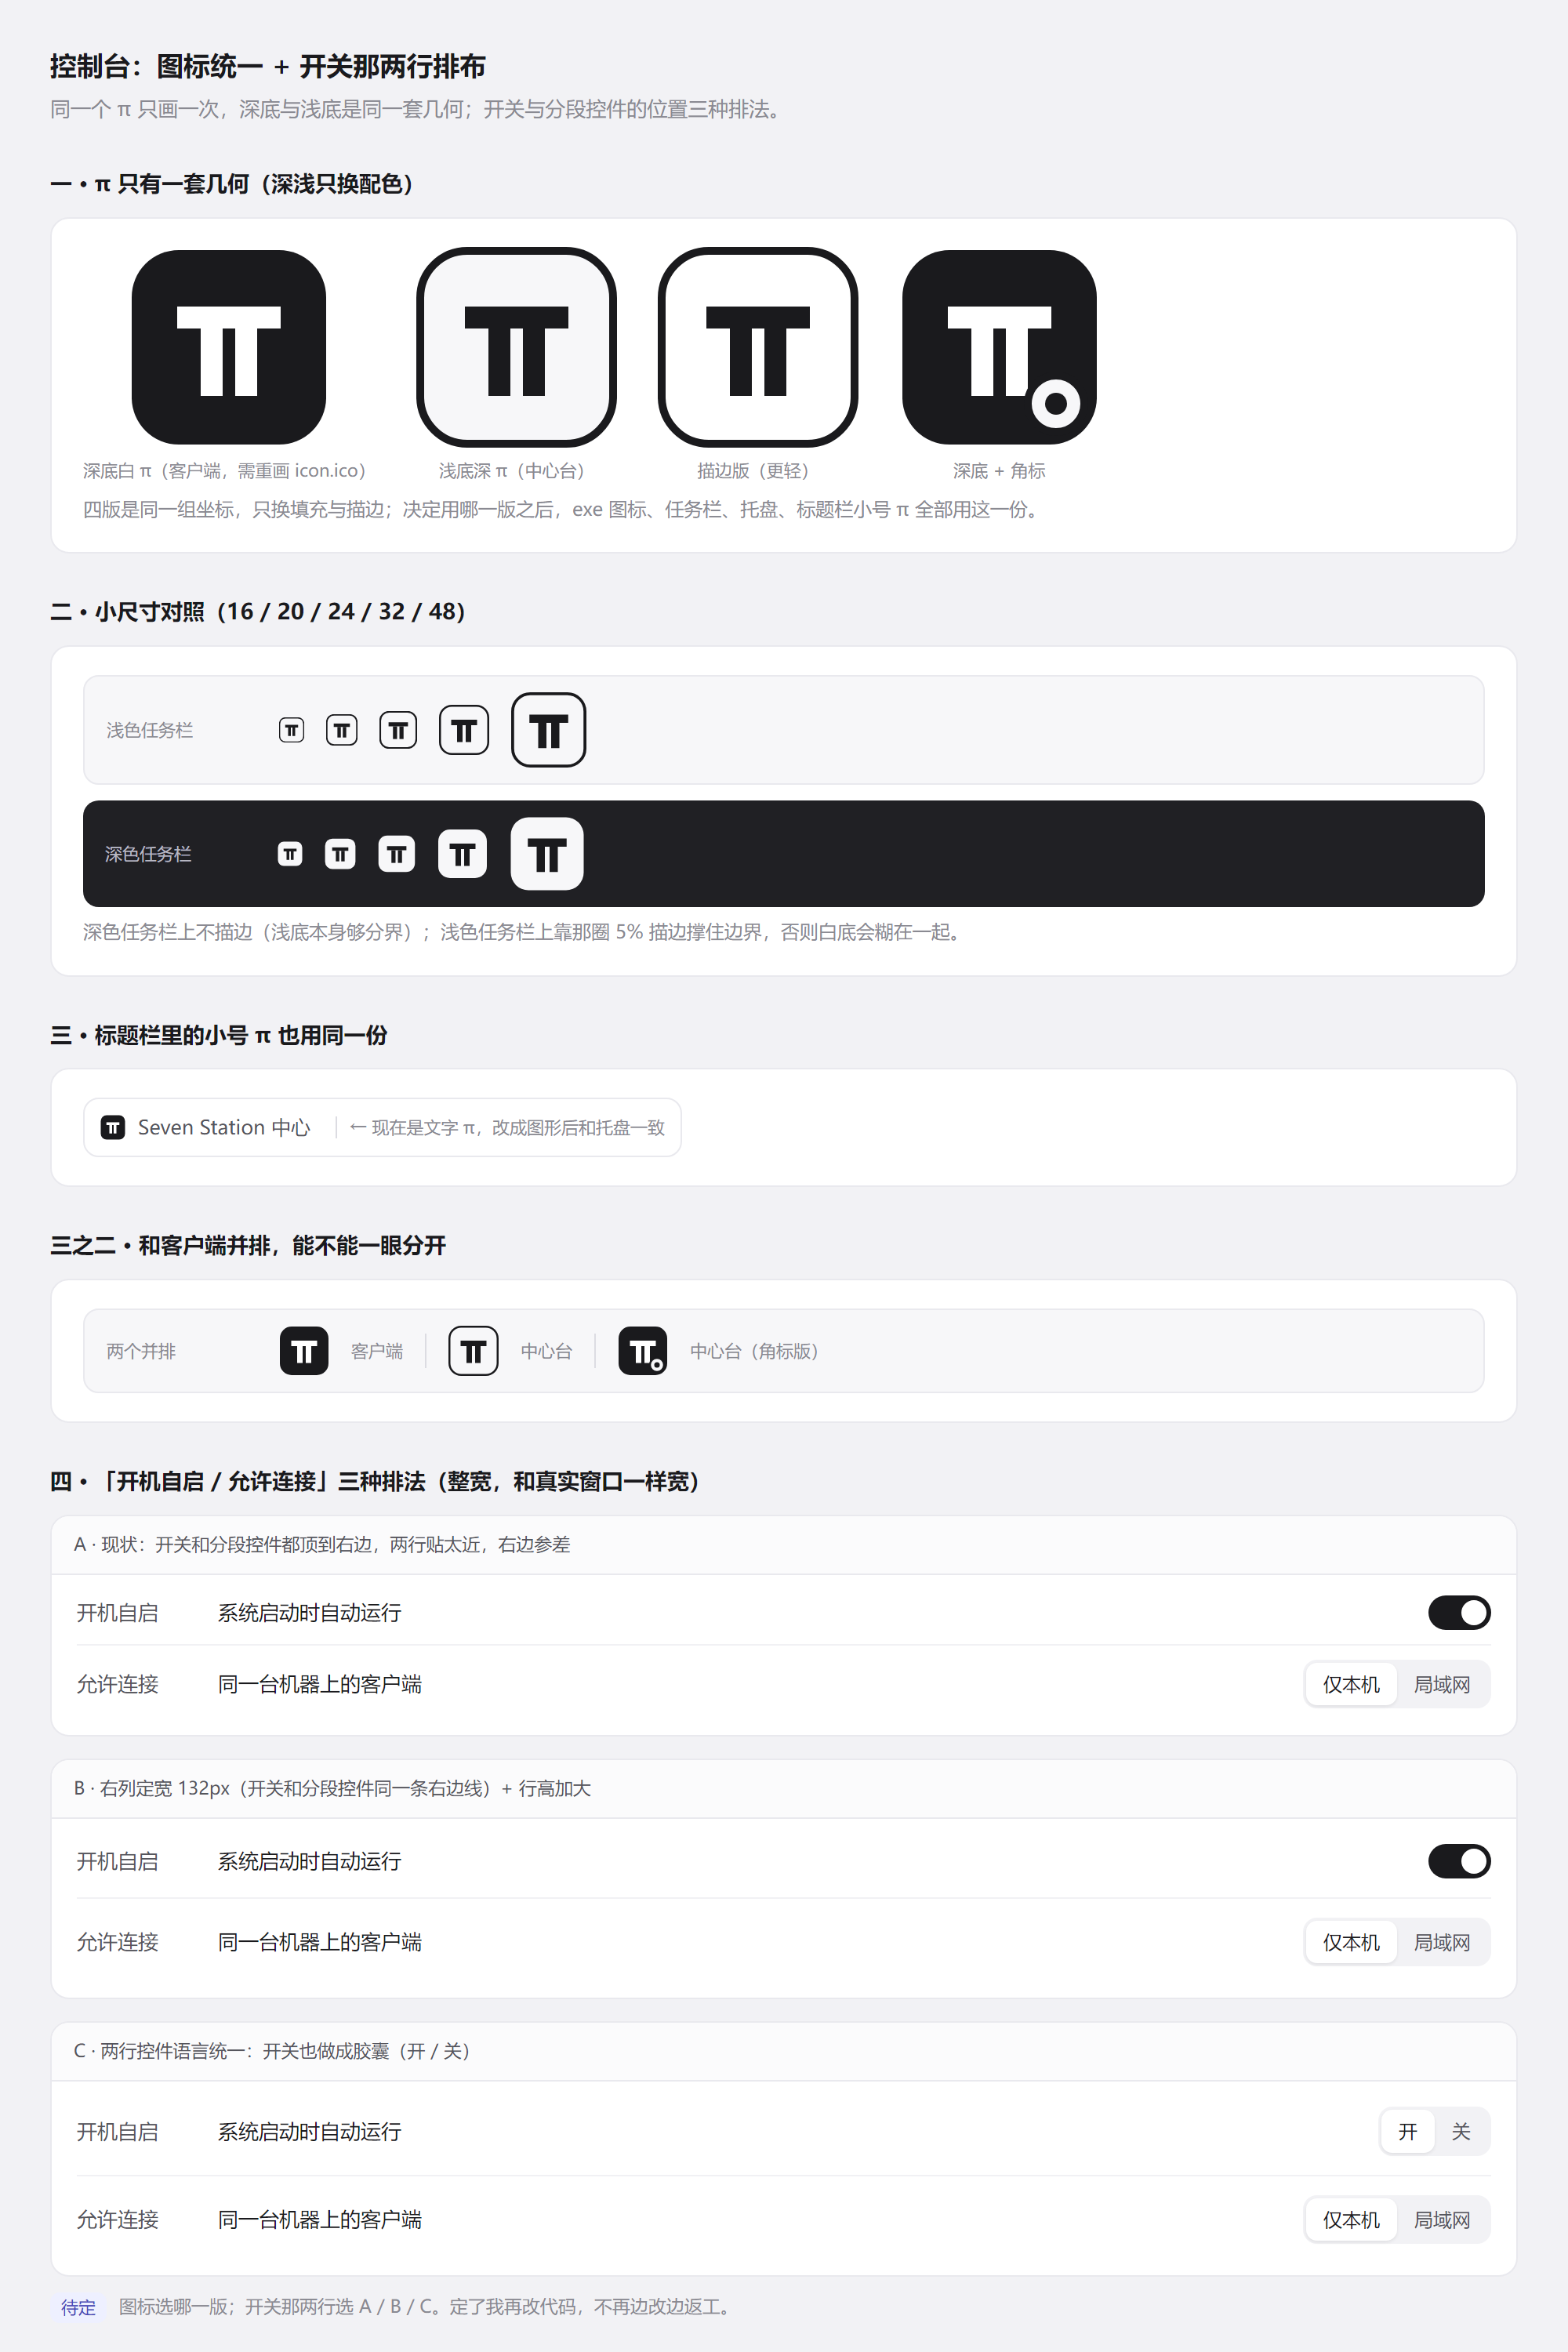 控制台：图标统一 + 开关那两行排布
同一个 π 只画一次，深底与浅底是同一套几何；开关与分段控件的位置三种排法。
一 · π 只有一套几何（深浅只换配色）
深底白 π（客户端，需重画 icon.ico）
浅底深 π（中心台）
描边版（更轻）
深底 + 角标
四版是同一组坐标，只换填充与描边；决定用哪一版之后，exe 图标、任务栏、托盘、标题栏小号 π 全部用这一份。
二 · 小尺寸对照（16 / 20 / 24 / 32 / 48）
浅色任务栏
深色任务栏
深色任务栏上不描边（浅底本身够分界）；浅色任务栏上靠那圈 5% 描边撑住边界，否则白底会糊在一起。
三 · 标题栏里的小号 π 也用同一份
Seven Station 中心
← 现在是文字 π，改成图形后和托盘一致
三之二 · 和客户端并排，能不能一眼分开
两个并排
客户端
中心台
中心台（角标版）
四 · 「开机自启 / 允许连接」三种排法（整宽，和真实窗口一样宽）
A · 现状：开关和分段控件都顶到右边，两行贴太近，右边参差
开机自启 系统启动时自动运行
允许连接 同一台机器上的客户端 仅本机 局域网
B · 右列定宽 132px（开关和分段控件同一条右边线）+ 行高加大
开机自启 系统启动时自动运行
允许连接 同一台机器上的客户端 仅本机 局域网
C · 两行控件语言统一：开关也做成胶囊（开 / 关）
开机自启 系统启动时自动运行 开 关
允许连接 同一台机器上的客户端 仅本机 局域网
待定 图标选哪一版；开关那两行选 A / B / C。定了我再改代码，不再边改边返工。